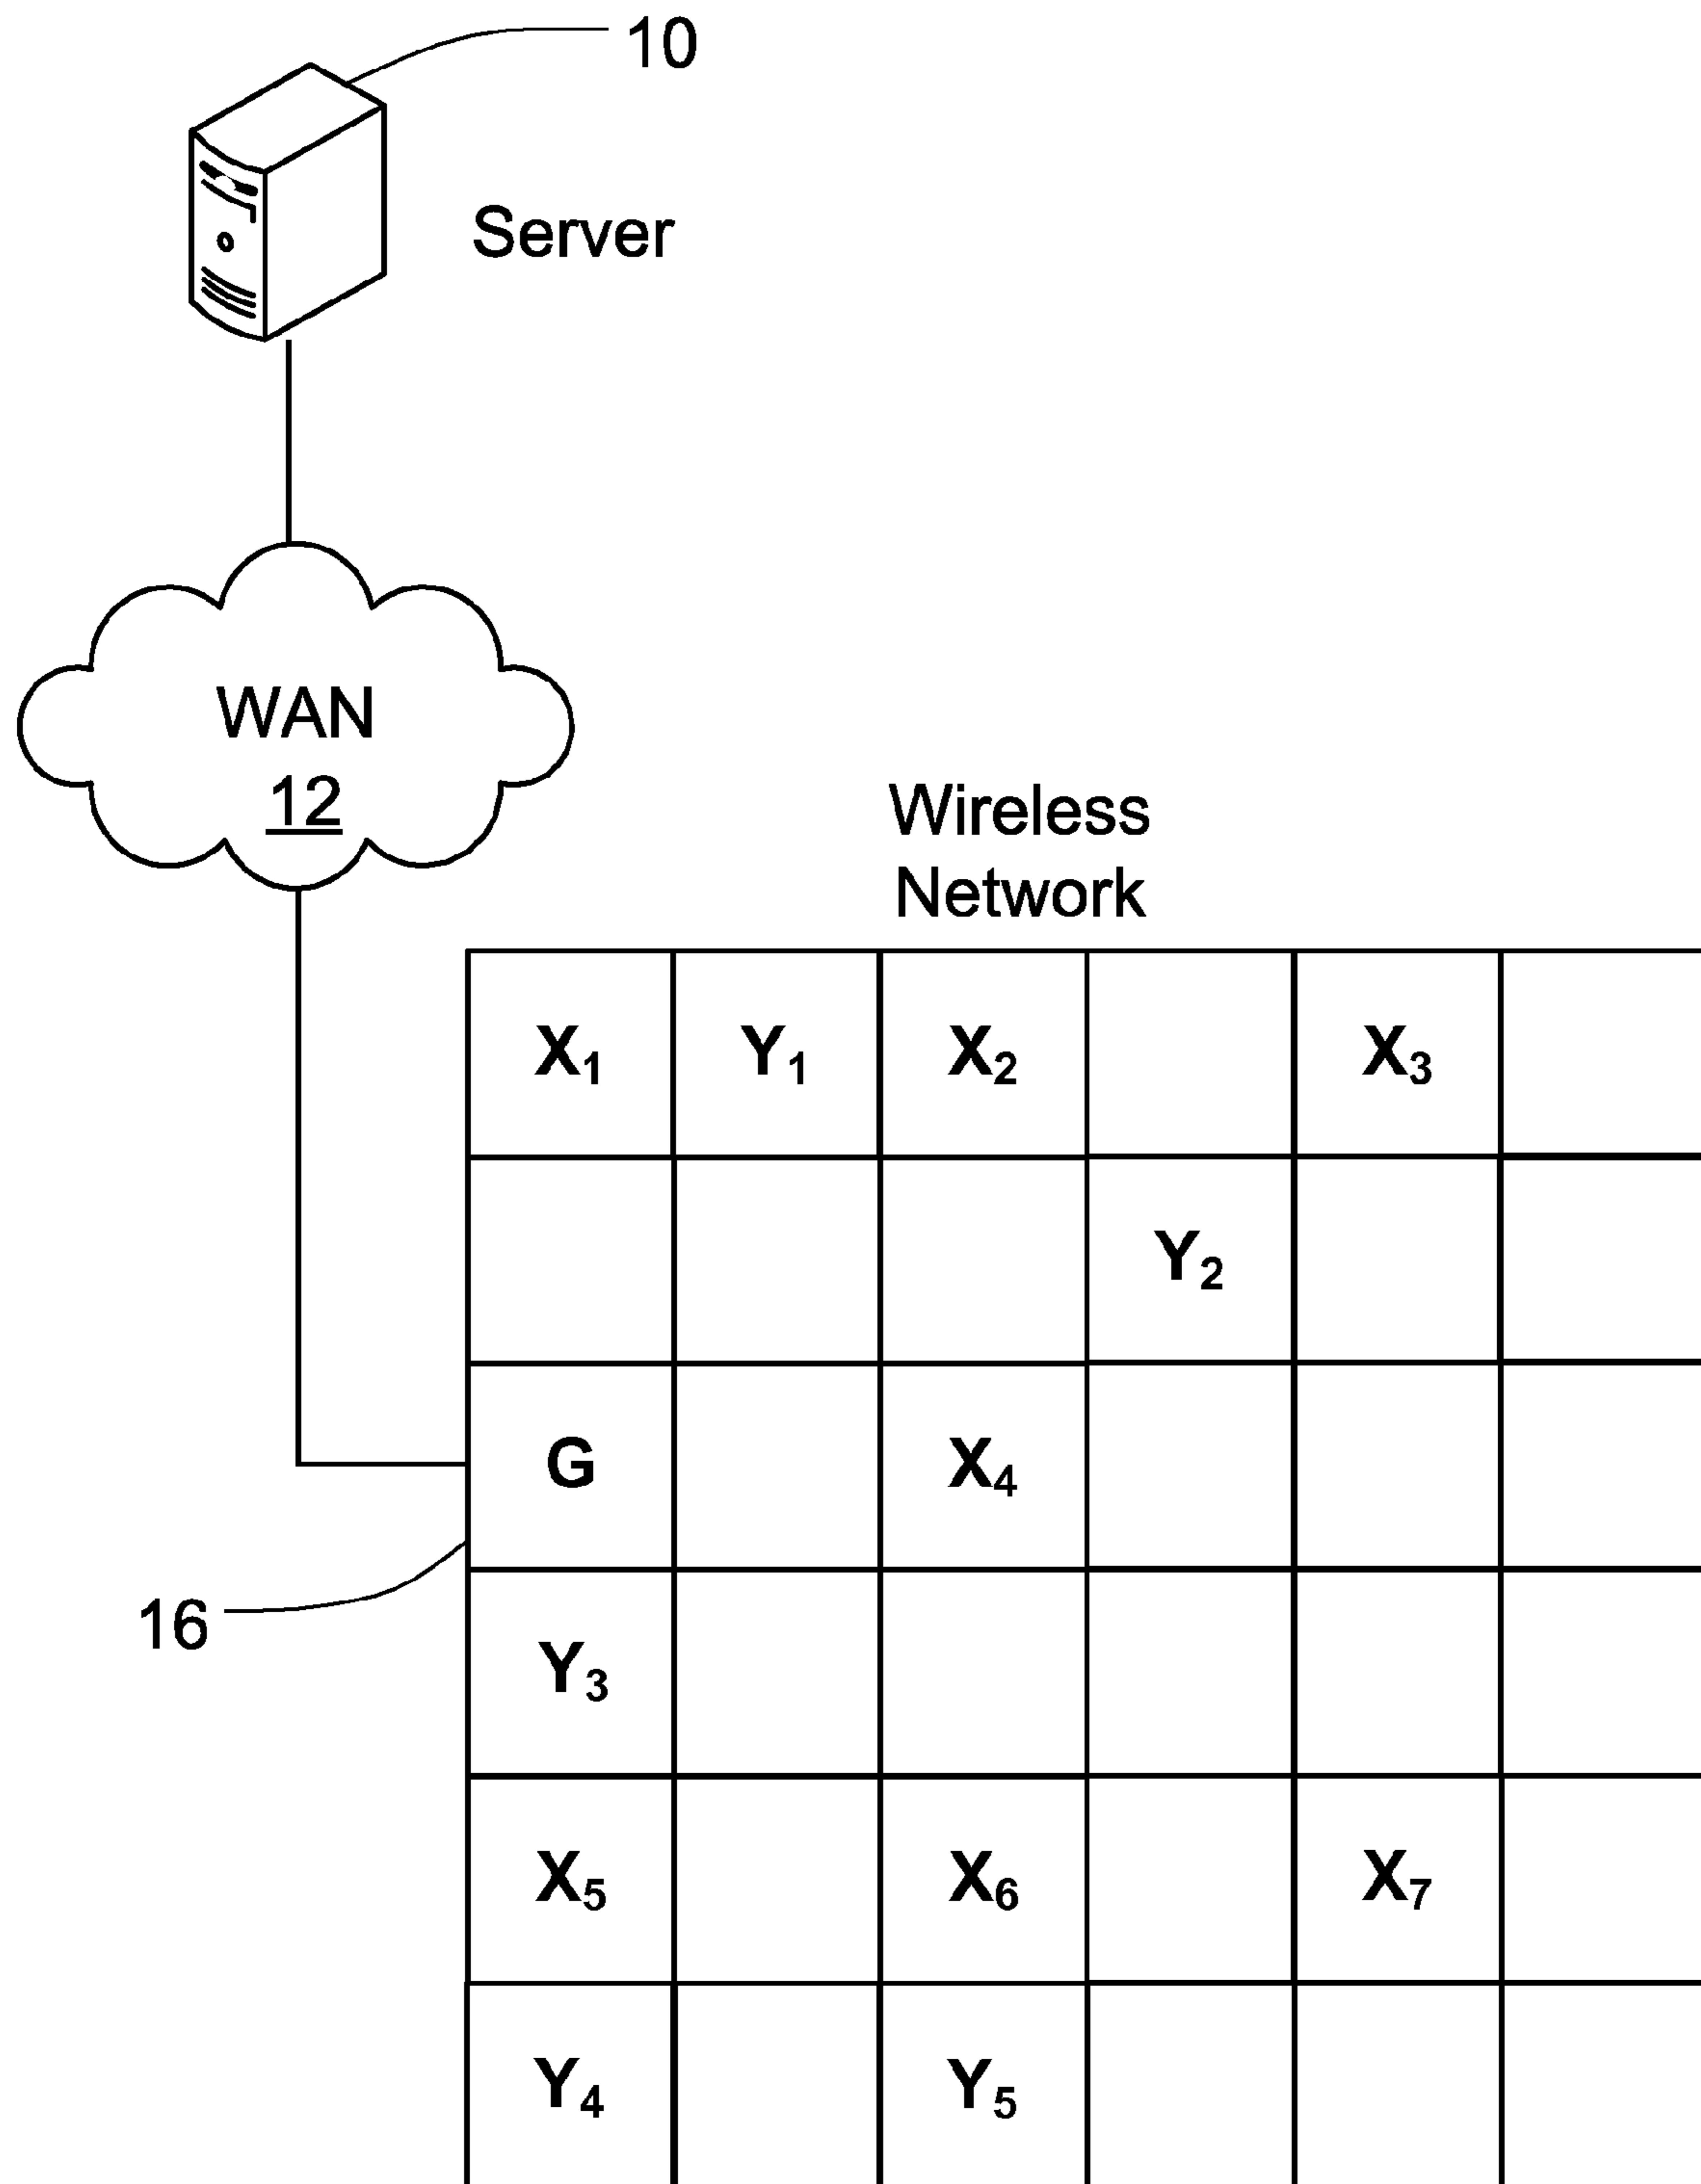 10
Server
WAN
12
Wireless
Network
X₁ Y₁ X₂ X₃
Y₂
G X₄
16
Y₃
X₅ X₆ X₇
Y₄ Y₅